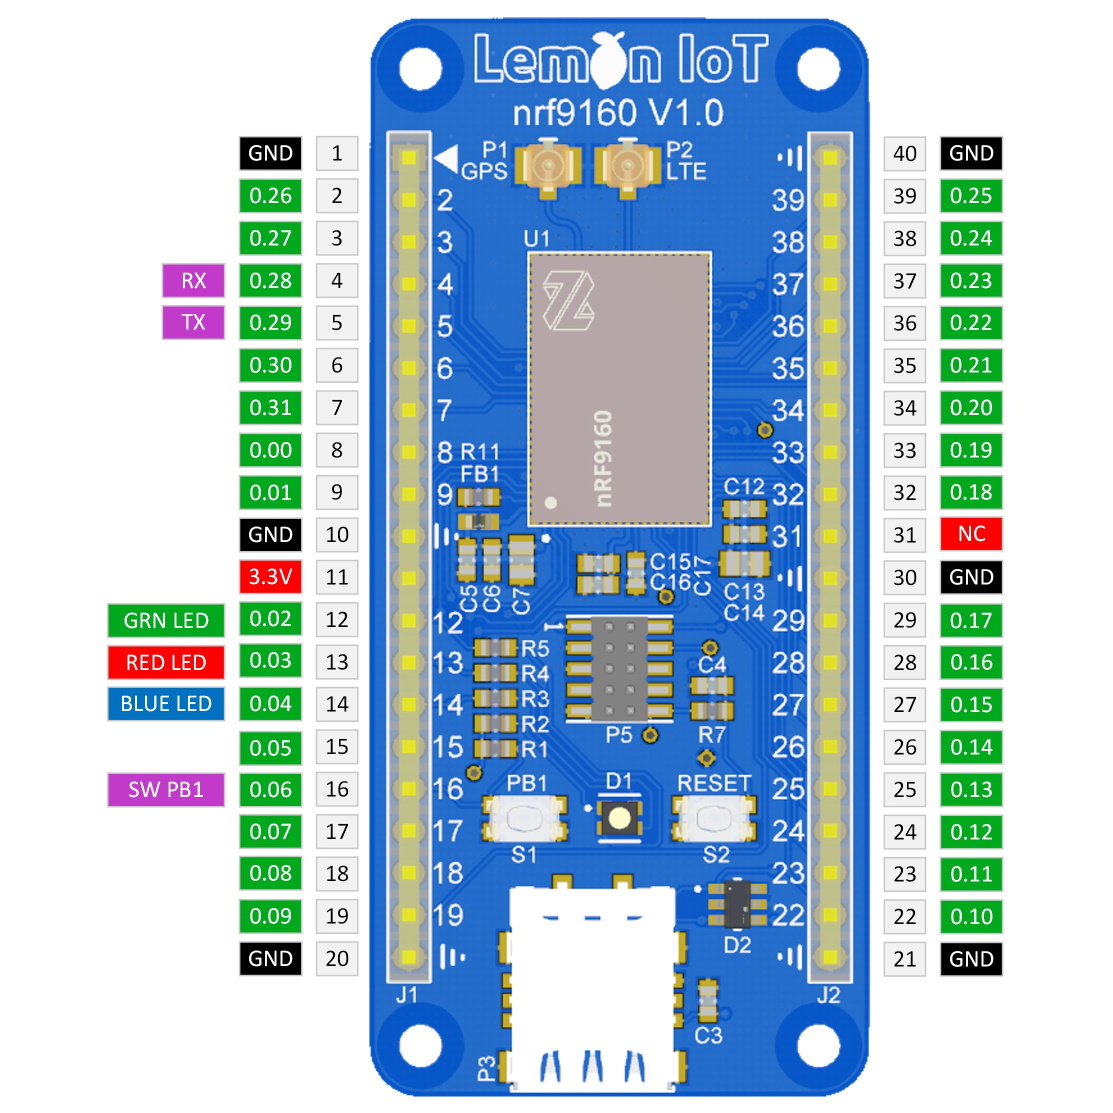 Lemon IoT
nrf9160 V1.0
GND 1 P1 GPS P2 LTE 40 GND
0.26 2 2 39 39 0.25
0.27 3 3 U1 38 38 0.24
RX 0.28 4 4 37 37 0.23
TX 0.29 5 5 36 36 0.22
0.30 6 6 35 35 0.21
0.31 7 7 34 34 0.20
nRF9160
0.00 8 8 R11 33 33 0.19
FB1
0.01 9 9 C12 32 32 0.18
GND 10 31 31 NC
C5 C6 C7 C15 C16 C17 C13 C14
3.3V 11 30 GND
GRN LED 0.02 12 12 1 29 29 0.17
R5
RED LED 0.03 13 13 R4 C4 28 28 0.16
BLUE LED 0.04 14 14 R3 27 27 0.15
R2 P5 R7
0.05 15 15 R1 26 26 0.14
SW PB1 0.06 16 16 PB1 D1 RESET 25 25 0.13
0.07 17 17 24 24 0.12
S1 S2
0.08 18 18 23 23 0.11
0.09 19 19 22 22 0.10
D2
GND 20 21 GND
J1 J2
C3
P3